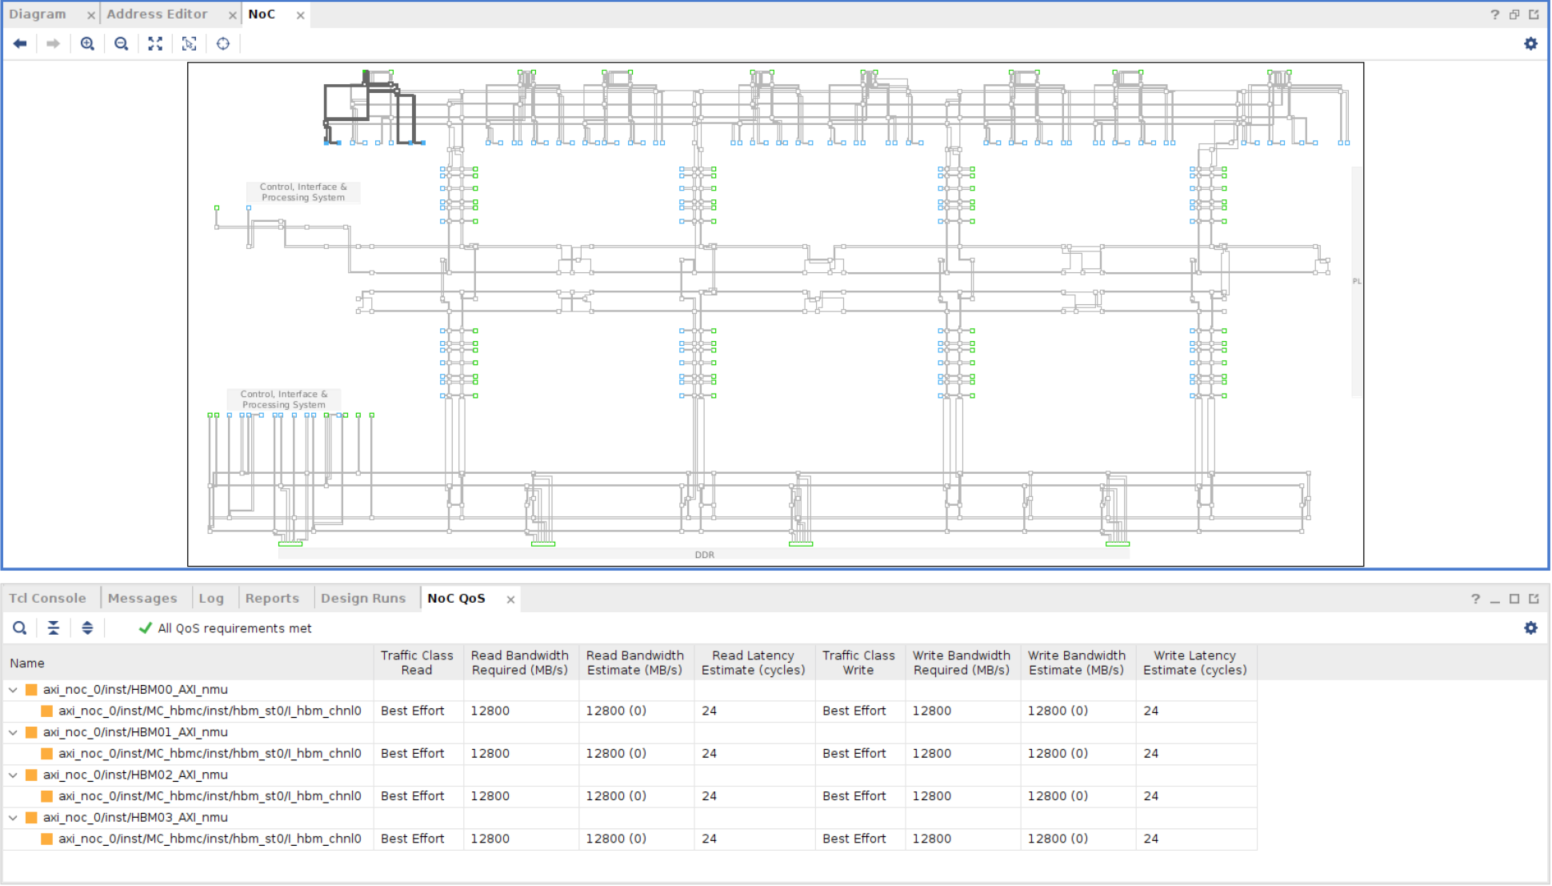 Diagram
Address Editor
NoC
?
Control, Interface &
Processing System
PL
Control, Interface &
Processing System
DDR
Tcl Console
Messages
Log
Reports
Design Runs
NoC QoS
?
All QoS requirements met
Name
Traffic Class
Read
Read Bandwidth
Required (MB/s)
Read Bandwidth
Estimate (MB/s)
Read Latency
Estimate (cycles)
Traffic Class
Write
Write Bandwidth
Required (MB/s)
Write Bandwidth
Estimate (MB/s)
Write Latency
Estimate (cycles)
axi_noc_0/inst/HBM00_AXI_nmu
axi_noc_0/inst/MC_hbmc/inst/hbm_st0/I_hbm_chnl0 Best Effort 12800 12800 (0) 24 Best Effort 12800 12800 (0) 24
axi_noc_0/inst/HBM01_AXI_nmu
axi_noc_0/inst/MC_hbmc/inst/hbm_st0/I_hbm_chnl0 Best Effort 12800 12800 (0) 24 Best Effort 12800 12800 (0) 24
axi_noc_0/inst/HBM02_AXI_nmu
axi_noc_0/inst/MC_hbmc/inst/hbm_st0/I_hbm_chnl0 Best Effort 12800 12800 (0) 24 Best Effort 12800 12800 (0) 24
axi_noc_0/inst/HBM03_AXI_nmu
axi_noc_0/inst/MC_hbmc/inst/hbm_st0/I_hbm_chnl0 Best Effort 12800 12800 (0) 24 Best Effort 12800 12800 (0) 24